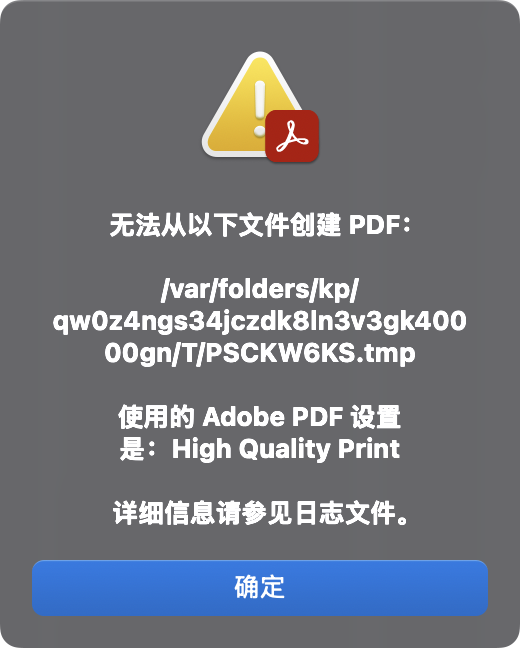 无法从以下文件创建 PDF：
/var/folders/kp/
qw0z4ngs34jczdk8ln3v3gk400
00gn/T/PSCKW6KS.tmp
使用的 Adobe PDF 设置
是：High Quality Print
详细信息请参见日志文件。
确定